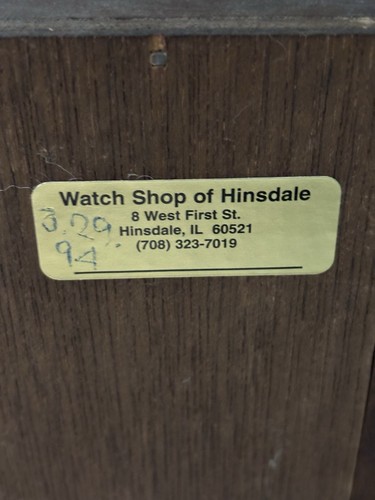 Watch Shop of Hinsdale
8 West First St.
Hinsdale, IL 60521
(708) 323-7019
3.29.
94